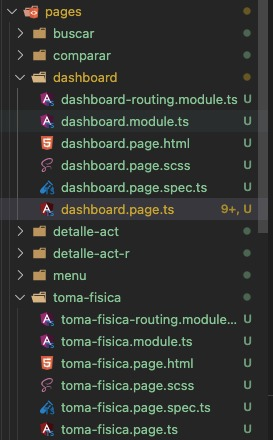 pages
buscar
comparar
dashboard
dashboard-routing.module.ts U
dashboard.module.ts U
dashboard.page.html U
dashboard.page.scss U
dashboard.page.spec.ts U
dashboard.page.ts 9+, U
detalle-act
detalle-act-r
menu
toma-fisica
toma-fisica-routing.module... U
toma-fisica.module.ts U
toma-fisica.page.html U
toma-fisica.page.scss U
toma-fisica.page.spec.ts U
toma-fisica.page.ts U